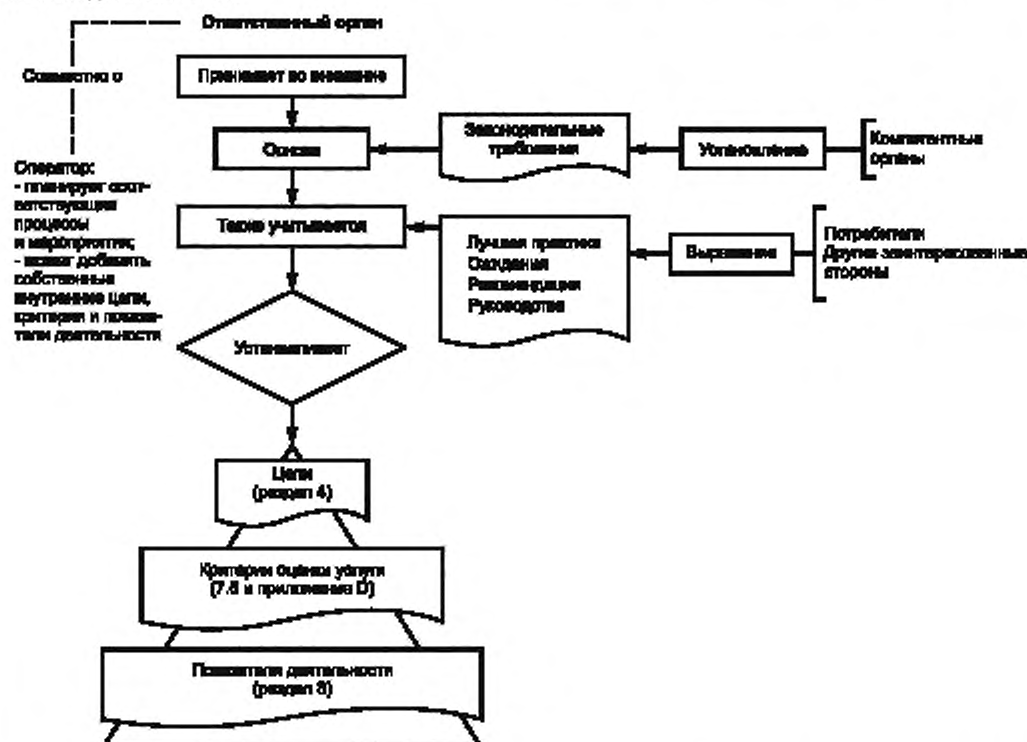 Ответственный орган
Совместно с
Принимает во внимание
Основа
Законодательные
требования
Установление
Компетентные
органы
Оператор:
- планирует соот-
ветствующие
процессы
и мероприятия;
- может добавить
собственные
внутренние цели,
критерии и показа-
тели деятельности
Также учитывается
Лучшая практика
Ожидания
Рекомендации
Руководства
Выражение
Потребители
Другие заинтересованные
стороны
Устанавливает
Цели
(раздел 4)
Критерии оценки услуги
(7.5 и приложение D)
Показатели деятельности
(раздел 8)